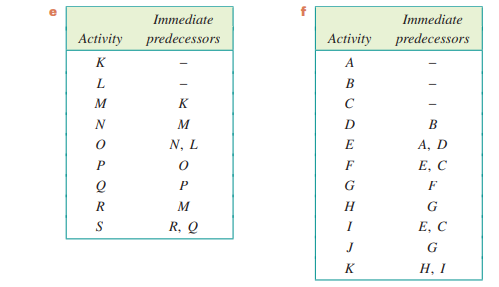 e
Immediate
Activity predecessors
K –
L –
M K
N M
O N, L
P O
Q P
R M
S R, Q
f
Immediate
Activity predecessors
A –
B –
C –
D B
E A, D
F E, C
G F
H G
I E, C
J G
K H, I